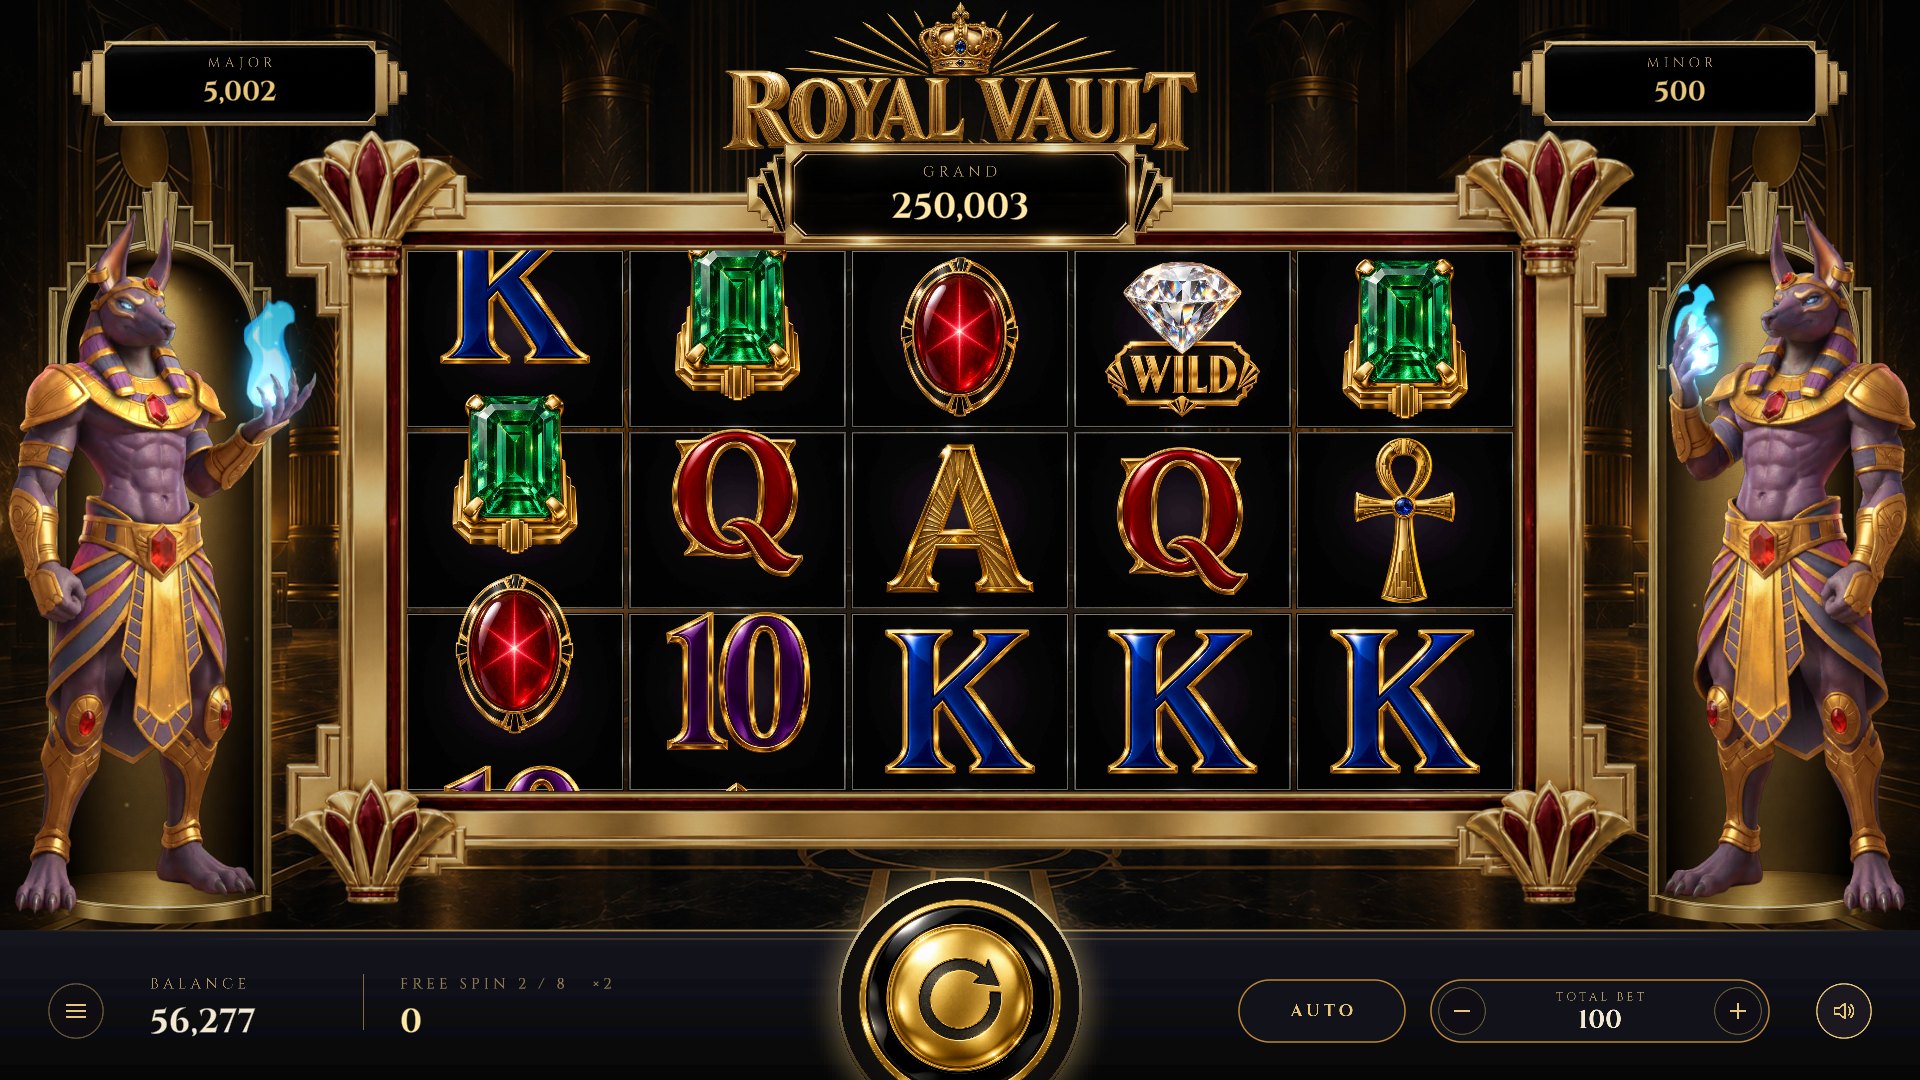 MAJOR
5,002
ROYAL VAULT
MINOR
500
GRAND
250,003
K
WILD
Q
A
Q
10
K
K
K
10
BALANCE
56,277
FREE SPIN 2 / 8 ×2
0
AUTO
TOTAL BET
100